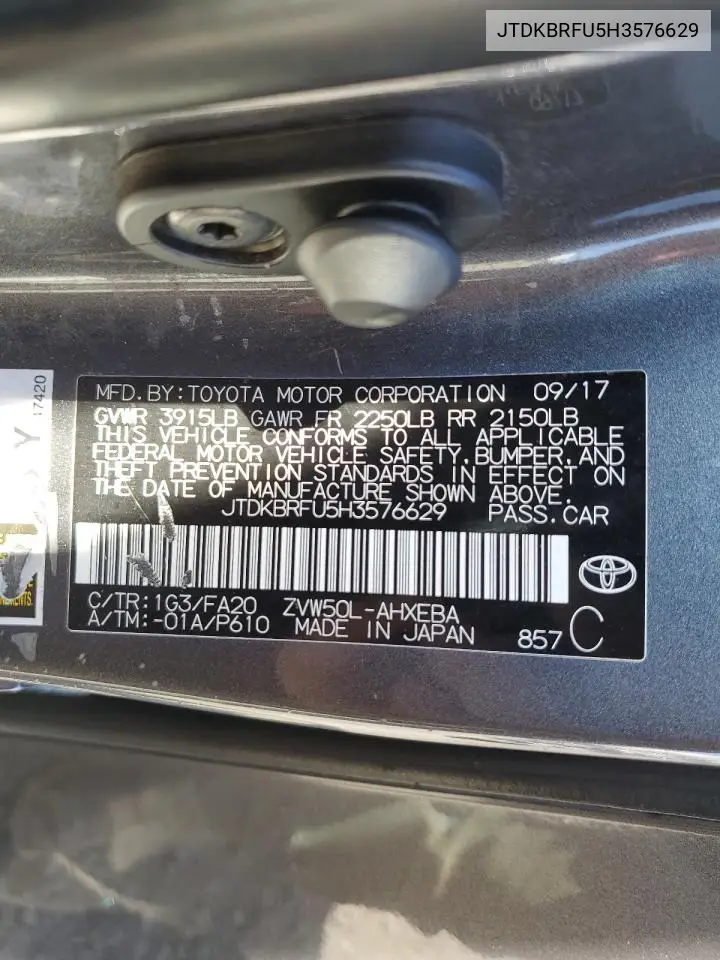 JTDKBRFU5H3576629
7420
Y
MFD.BY:TOYOTA MOTOR CORPORATION 09/17
GVWR 3915LB GAWR FR 2250LB RR 2150LB
THIS VEHICLE CONFORMS TO ALL APPLICABLE
FEDERAL MOTOR VEHICLE SAFETY,BUMPER,AND
THEFT PREVENTION STANDARDS IN EFFECT ON
THE DATE OF MANUFACTURE SHOWN ABOVE.
JTDKBRFU5H3576629 PASS.CAR
C/TR:1G3/FA20 ZVW50L-AHXEBA
A/TM:-01A/P610 MADE IN JAPAN 857 C